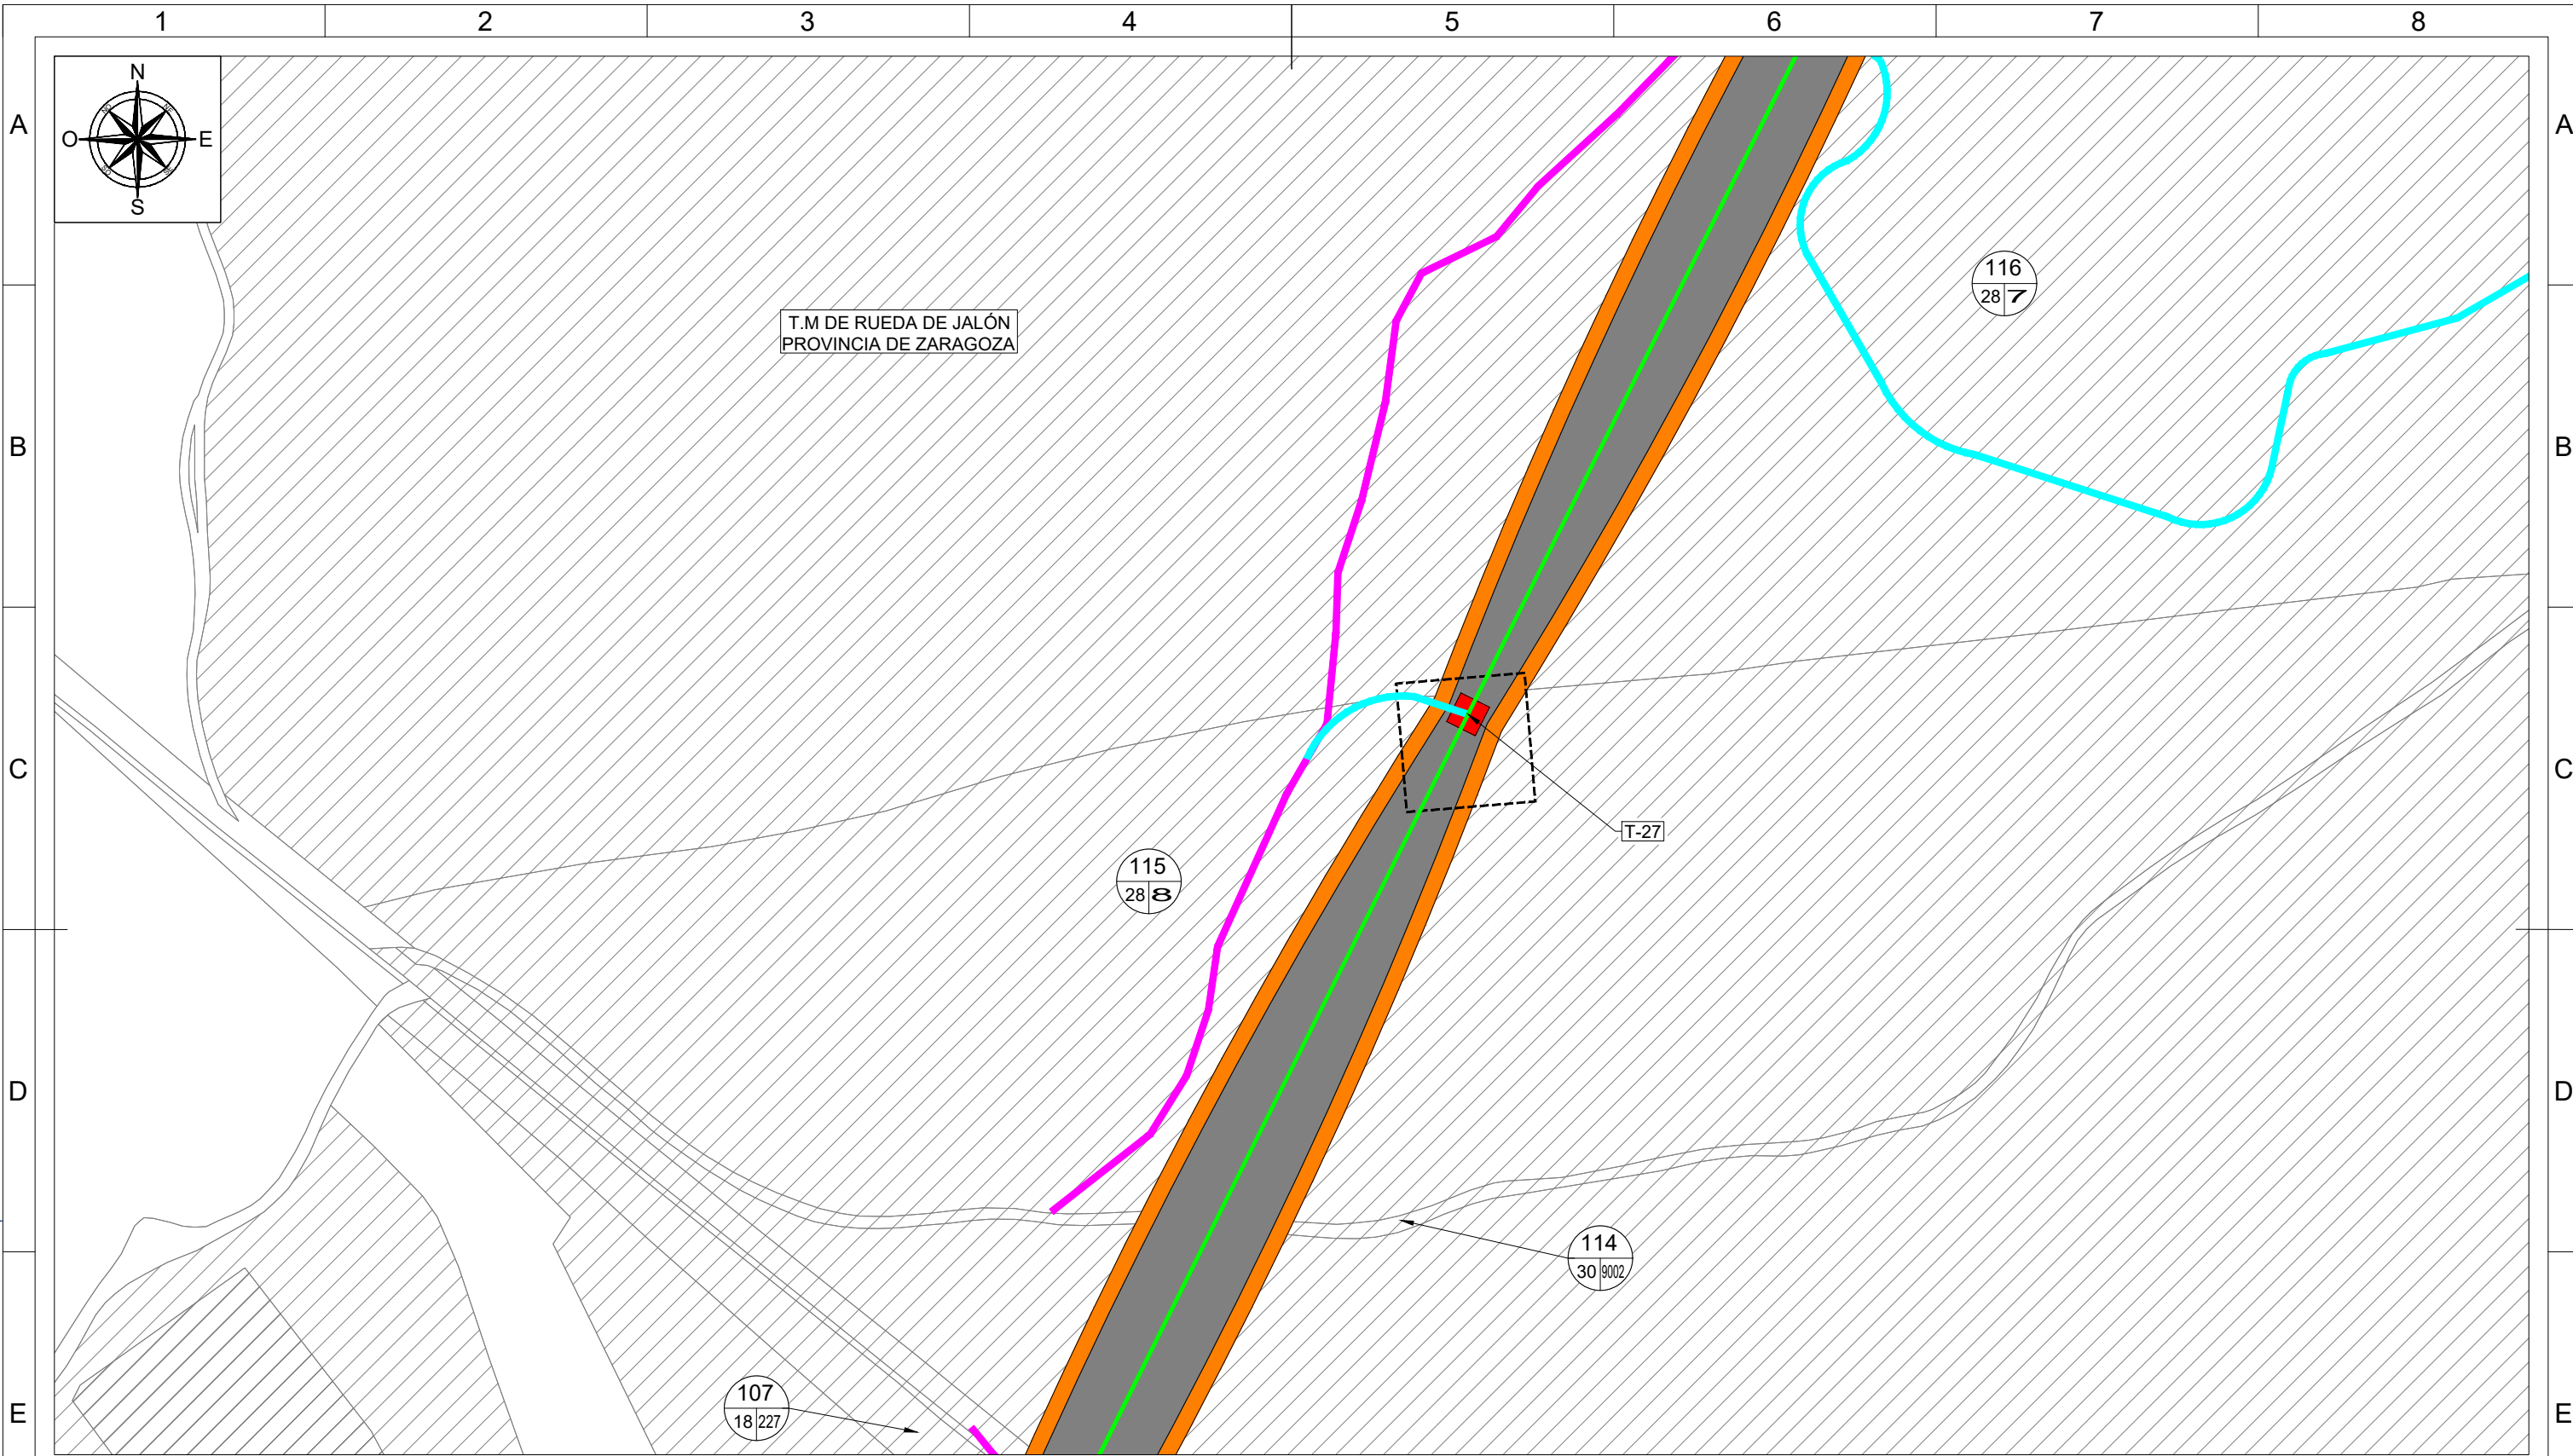 1 2 3 4 5 6 7 8
N
A A
O E
S
116
28 7
T.M DE RUEDA DE JALÓN
PROVINCIA DE ZARAGOZA
B B
C C
T-27
115
28 8
D D
114
30 9002
107
18 227
E E